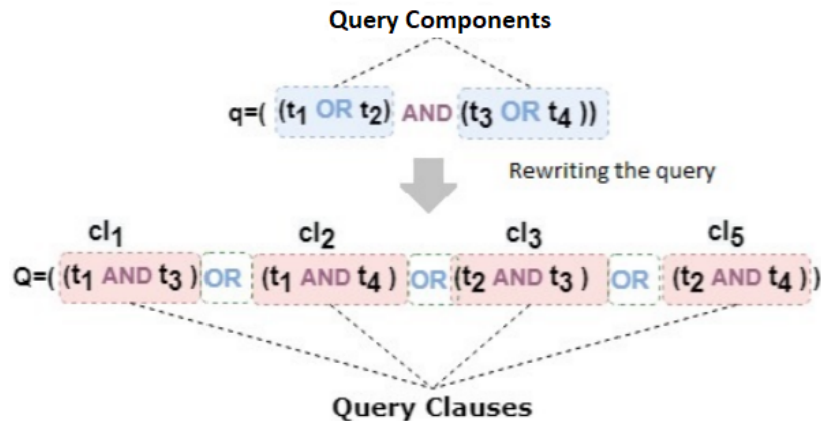 Query Components
q=( (t1 OR t2) AND (t3 OR t4 ))
Rewriting the query
cl1 cl2 cl3 cl5
Q=( (t1 AND t3 ) OR (t1 AND t4 ) OR (t2 AND t3 ) OR (t2 AND t4 ))
Query Clauses